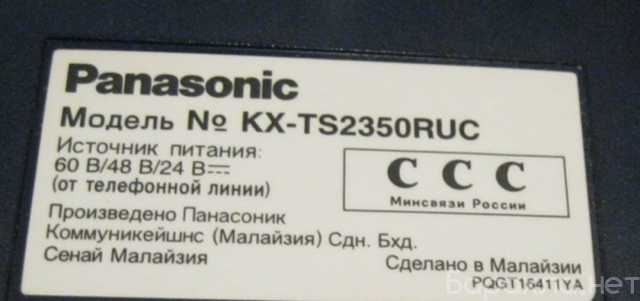 Panasonic
Модель № KX-TS2350RUC
Источник питания:
60 В/48 В/24 В⎓
(от телефонной линии)
ССС
Минсвязи России
Произведено Панасоник
Коммуникейшнс (Малайзия) Сдн. Бхд.
Сенай Малайзия
Сделано в Малайзии
PQGT16411YA